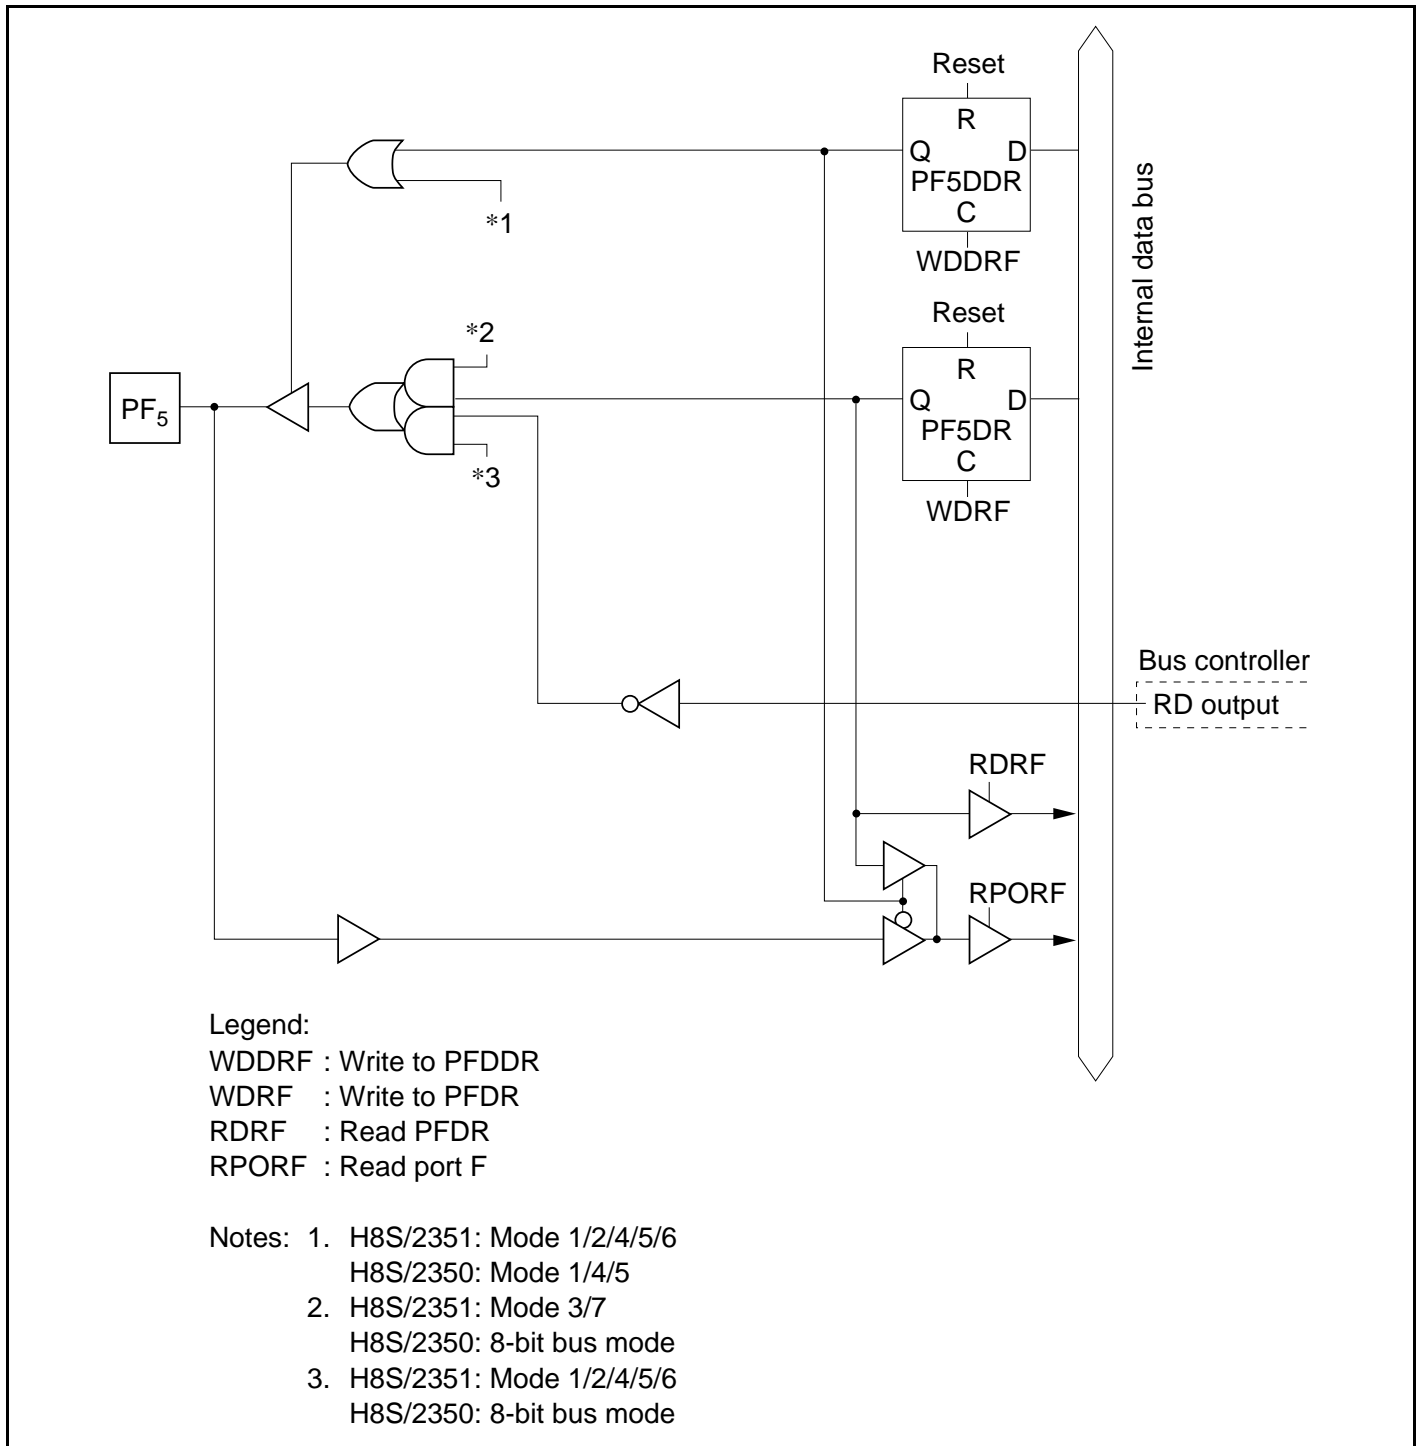 Reset
R
Q D
PF5DDR
C
WDDRF
*1
Internal data bus
Reset
*2
R
PF5
Q D
PF5DR
C
*3
WDRF
Bus controller
RD output
RDRF
RPORF
Legend:
WDDRF : Write to PFDDR
WDRF : Write to PFDR
RDRF : Read PFDR
RPORF : Read port F
Notes: 1. H8S/2351: Mode 1/2/4/5/6
H8S/2350: Mode 1/4/5
2. H8S/2351: Mode 3/7
H8S/2350: 8-bit bus mode
3. H8S/2351: Mode 1/2/4/5/6
H8S/2350: 8-bit bus mode